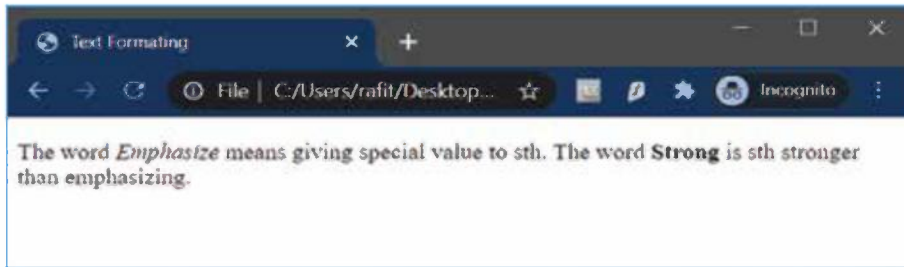 Text Formating
File | C:/Users/rafit/Desktop...
Incognito
The word Emphasize means giving special value to sth. The word Strong is sth stronger
than emphasizing.